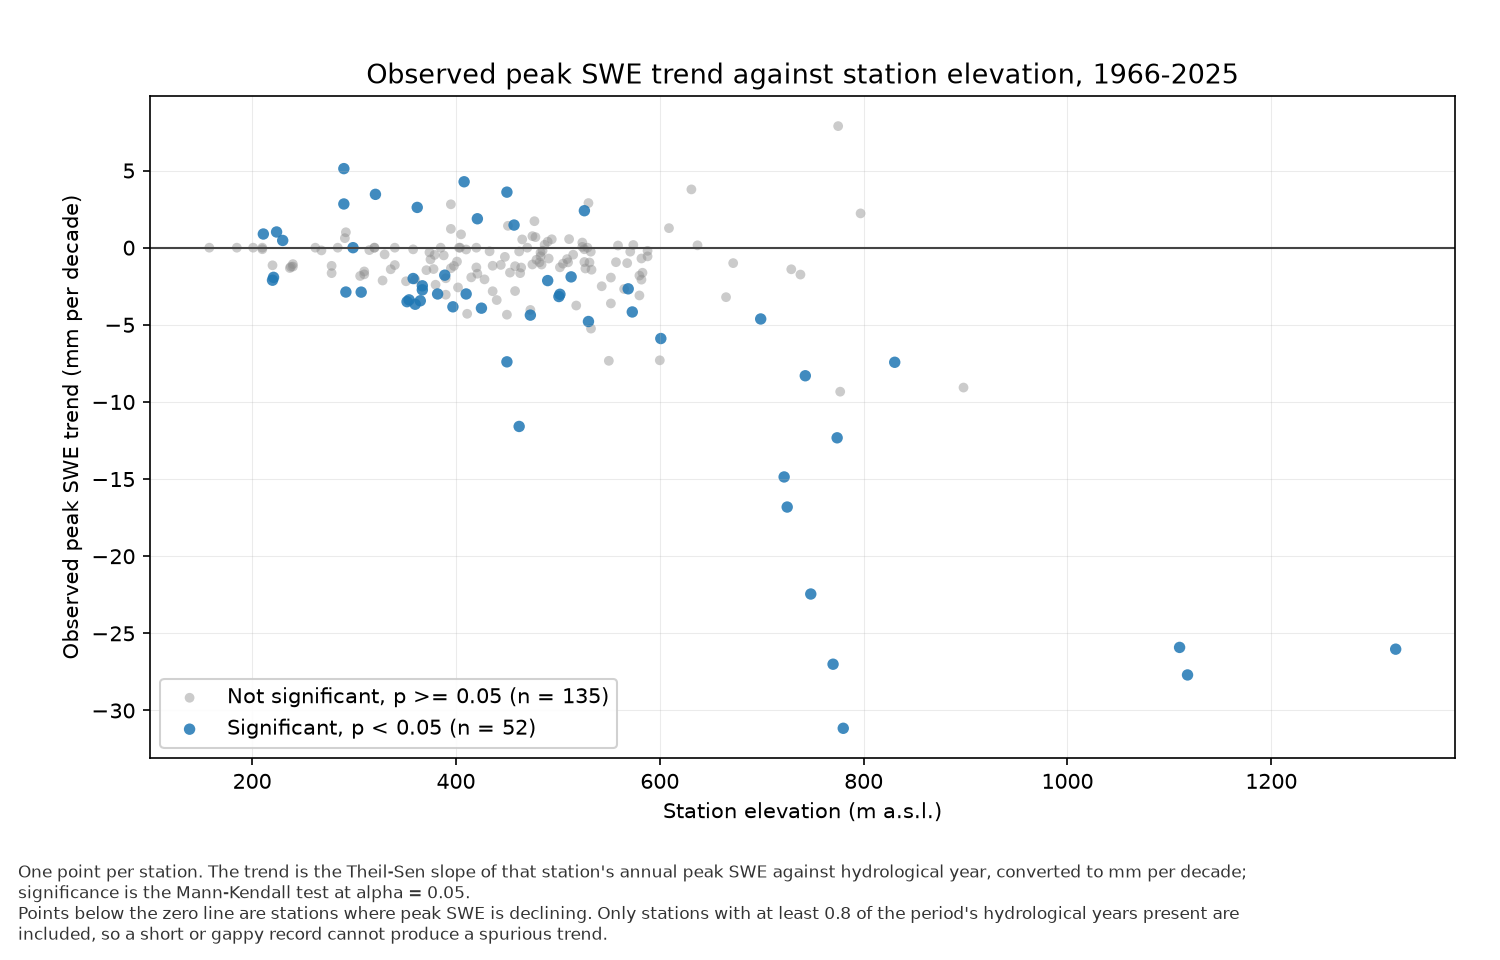 Observed peak SWE trend against station elevation, 1966-2025
Observed peak SWE trend (mm per decade)
5
0
−5
−10
−15
−20
−25
−30
Not significant, p >= 0.05 (n = 135)
Significant, p < 0.05 (n = 52)
200 400 600 800 1000 1200
Station elevation (m a.s.l.)
One point per station. The trend is the Theil-Sen slope of that station's annual peak SWE against hydrological year, converted to mm per decade;
significance is the Mann-Kendall test at alpha = 0.05.
Points below the zero line are stations where peak SWE is declining. Only stations with at least 0.8 of the period's hydrological years present are
included, so a short or gappy record cannot produce a spurious trend.